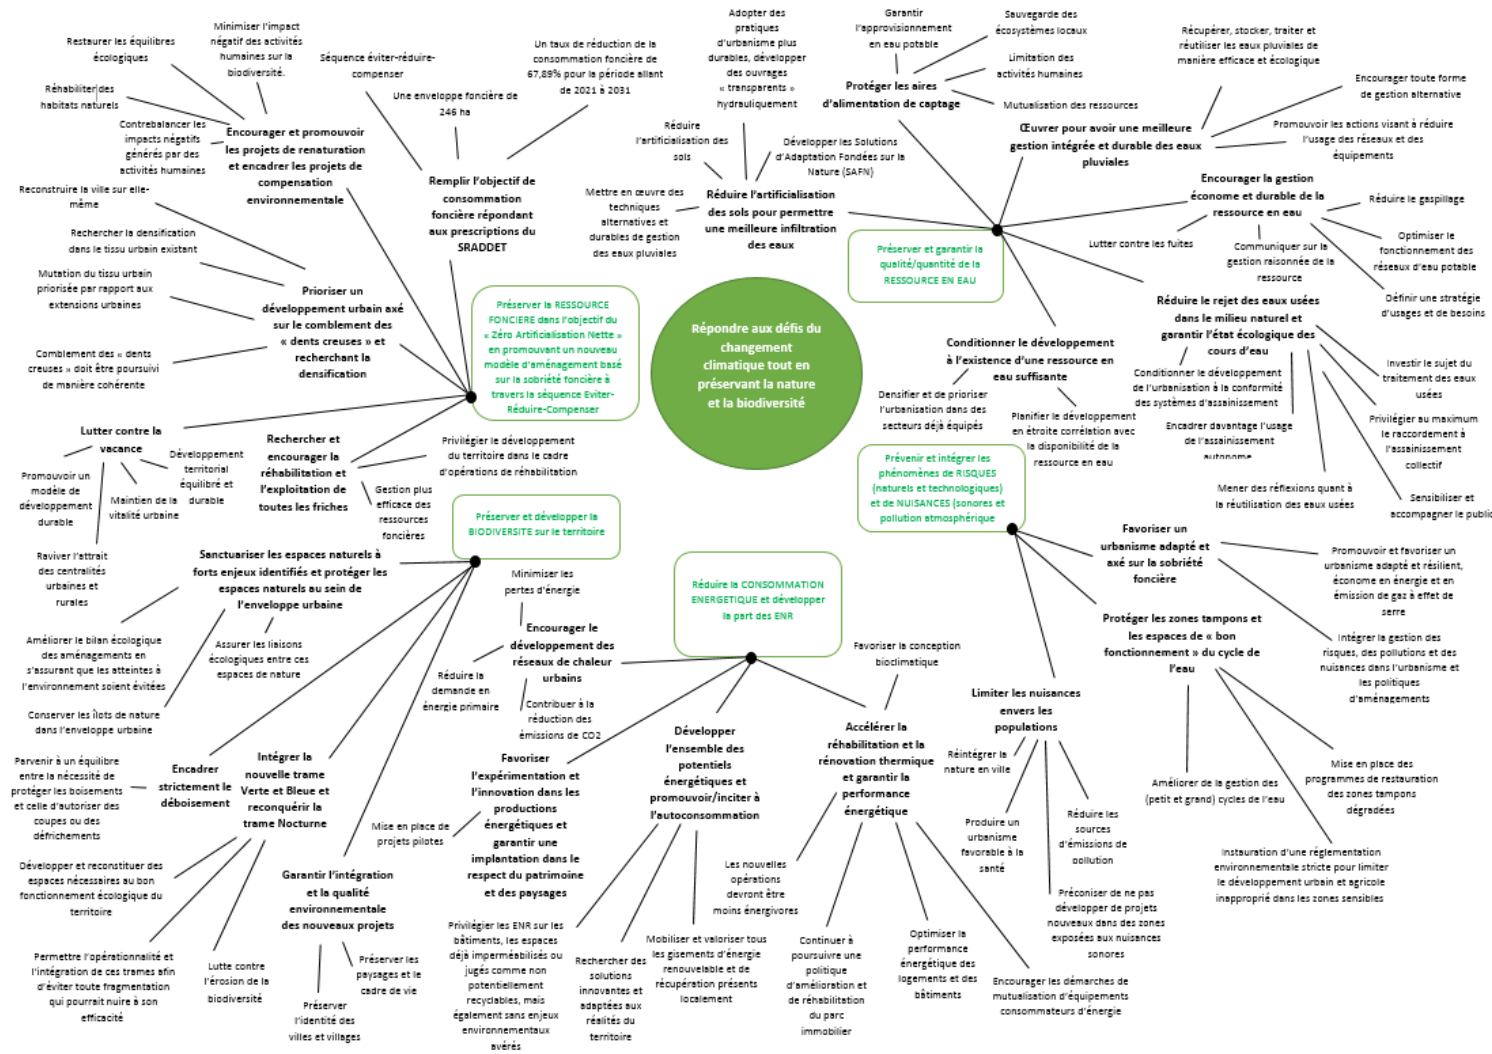 Répondre aux défis du
changement
climatique tout en
préservant la nature
et la biodiversité
Préserver la RESSOURCE
FONCIERE dans l'objectif du
« Zéro Artificialisation Nette »
en promouvant un nouveau
modèle d'aménagement basé
sur la sobriété foncière à
travers la séquence Eviter-
Réduire-Compenser
Encourager et promouvoir
les projets de renaturation
et encadrer les projets de
compensation
environnementale
Restaurer les équilibres
écologiques
Minimiser l'impact
négatif des activités
humaines sur la
biodiversité.
Réhabiliter des
habitats naturels
Contrebalancer les
impacts négatifs
générés par des
activités humaines
Remplir l'objectif de
consommation
foncière répondant
aux prescriptions du
SRADDET
Séquence éviter-réduire-
compenser
Une enveloppe foncière de
246 ha
Un taux de réduction de la
consommation foncière de
67,89% pour la période allant
de 2021 à 2031
Prioriser un
développement urbain axé
sur le comblement des
« dents creuses » et
recherchant la
densification
Reconstruire la ville sur elle-
même
Rechercher la densification
dans le tissu urbain existant
Mutation du tissu urbain
priorisée par rapport aux
extensions urbaines
Comblement des « dents
creuses » doit être poursuivi
de manière cohérente
Lutter contre la
vacance
Promouvoir un
modèle de
développement
durable
Raviver l'attrait
des centralités
urbaines et
rurales
Maintien de la
vitalité urbaine
Développement
territorial
équilibré et
durable
Rechercher et
encourager la
réhabilitation et
l'exploitation de
toutes les friches
Privilégier le développement
du territoire dans le cadre
d'opérations de réhabilitation
Gestion plus
efficace des
ressources
foncières
Préserver et garantir la
qualité/quantité de la
RESSOURCE EN EAU
Réduire l'artificialisation
des sols pour permettre
une meilleure infiltration
des eaux
Adopter des
pratiques
d'urbanisme plus
durables, développer
des ouvrages
« transparents »
hydrauliquement
Réduire
l'artificialisation des
sols
Développer les Solutions
d'Adaptation Fondées sur la
Nature (SAFN)
Mettre en œuvre des
techniques
alternatives et
durables de gestion
des eaux pluviales
Protéger les aires
d'alimentation de captage
Garantir
l'approvisionnement
en eau potable
Sauvegarde des
écosystèmes locaux
Limitation des
activités humaines
Mutualisation des ressources
Œuvrer pour avoir une meilleure
gestion intégrée et durable des eaux
pluviales
Récupérer, stocker, traiter et
réutiliser les eaux pluviales de
manière efficace et écologique
Encourager toute forme
de gestion alternative
Promouvoir les actions visant à réduire
l'usage des réseaux et des
équipements
Encourager la gestion
économe et durable de la
ressource en eau
Réduire le gaspillage
Lutter contre les fuites
Communiquer sur la
gestion raisonnée de la
ressource
Optimiser le
fonctionnement des
réseaux d'eau potable
Définir une stratégie
d'usages et de besoins
Réduire le rejet des eaux usées
dans le milieu naturel et
garantir l'état écologique des
cours d'eau
Conditionner le développement
de l'urbanisation à la conformité
des systèmes d'assainissement
Encadrer davantage l'usage
de l'assainissement
autonome
Mener des réflexions quant à
la réutilisation des eaux usées
Investir le sujet du
traitement des eaux
usées
Privilégier au maximum
le raccordement à
l'assainissement
collectif
Sensibiliser et
accompagner le public
Conditionner le développement
à l'existence d'une ressource en
eau suffisante
Densifier et de prioriser
l'urbanisation dans des
secteurs déjà équipés
Planifier le développement
en étroite corrélation avec
la disponibilité de la
ressource en eau
Prévenir et intégrer les
phénomènes de RISQUES
(naturels et technologiques)
et de NUISANCES (sonores et
pollution atmosphérique
Favoriser un
urbanisme adapté et
axé sur la sobriété
foncière
Promouvoir et favoriser un
urbanisme adapté et résilient,
économe en énergie et en
émission de gaz à effet de
serre
Intégrer la gestion des
risques, des pollutions et des
nuisances dans l'urbanisme et
les politiques
d'aménagements
Protéger les zones tampons et
les espaces de « bon
fonctionnement » du cycle de
l'eau
Améliorer de la gestion des
(petit et grand) cycles de l'eau
Mise en place des
programmes de restauration
des zones tampons
dégradées
Instauration d'une réglementation
environnementale stricte pour limiter
le développement urbain et agricole
inapproprié dans les zones sensibles
Limiter les nuisances
envers les
populations
Réintégrer la
nature en ville
Produire un
urbanisme
favorable à la
santé
Réduire les
sources
d'émissions de
pollution
Préconiser de ne pas
développer de projets
nouveaux dans des zones
exposées aux nuisances
sonores
Préserver et développer la
BIODIVERSITE sur le territoire
Sanctuariser les espaces naturels à
forts enjeux identifiés et protéger les
espaces naturels au sein de
l'enveloppe urbaine
Améliorer le bilan écologique
des aménagements en
s'assurant que les atteintes à
l'environnement soient évitées
Assurer les liaisons
écologiques entre ces
espaces de nature
Conserver les îlots de nature
dans l'enveloppe urbaine
Encadrer
strictement le
déboisement
Parvenir à un équilibre
entre la nécessité de
protéger les boisements
et celle d'autoriser des
coupes ou des
défrichements
Intégrer la
nouvelle trame
Verte et Bleue et
reconquérir la
trame Nocturne
Développer et reconstituer des
espaces nécessaires au bon
fonctionnement écologique du
territoire
Permettre l'opérationnalité et
l'intégration de ces trames afin
d'éviter toute fragmentation
qui pourrait nuire à son
efficacité
Lutte contre
l'érosion de la
biodiversité
Garantir l'intégration
et la qualité
environnementale
des nouveaux projets
Préserver
l'identité des
villes et villages
Préserver les
paysages et le
cadre de vie
Réduire la CONSOMMATION
ENERGETIQUE et développer
la part des ENR
Encourager le
développement des
réseaux de chaleur
urbains
Minimiser les
pertes d'énergie
Réduire la
demande en
énergie primaire
Contribuer à la
réduction des
émissions de CO2
Favoriser
l'expérimentation et
l'innovation dans les
productions
énergétiques et
garantir une
implantation dans le
respect du patrimoine
et des paysages
Mise en place de
projets pilotes
Développer
l'ensemble des
potentiels
énergétiques et
promouvoir/inciter à
l'autoconsommation
Privilégier les ENR sur les
bâtiments, les espaces
déjà imperméabilisés ou
jugés comme non
potentiellement
recyclables, mais
également sans enjeux
environnementaux
avérés
Rechercher des
solutions
innovantes et
adaptées aux
réalités du
territoire
Mobiliser et valoriser tous
les gisements d'énergie
renouvelable et de
récupération présents
localement
Accélérer la
réhabilitation et la
rénovation thermique
et garantir la
performance
énergétique
Favoriser la conception
bioclimatique
Les nouvelles
opérations
devront être
moins énergivores
Continuer à
poursuivre une
politique
d'amélioration et
de réhabilitation
du parc
immobilier
Optimiser la
performance
énergétique des
logements et des
bâtiments
Encourager les démarches de
mutualisation d'équipements
consommateurs d'énergie